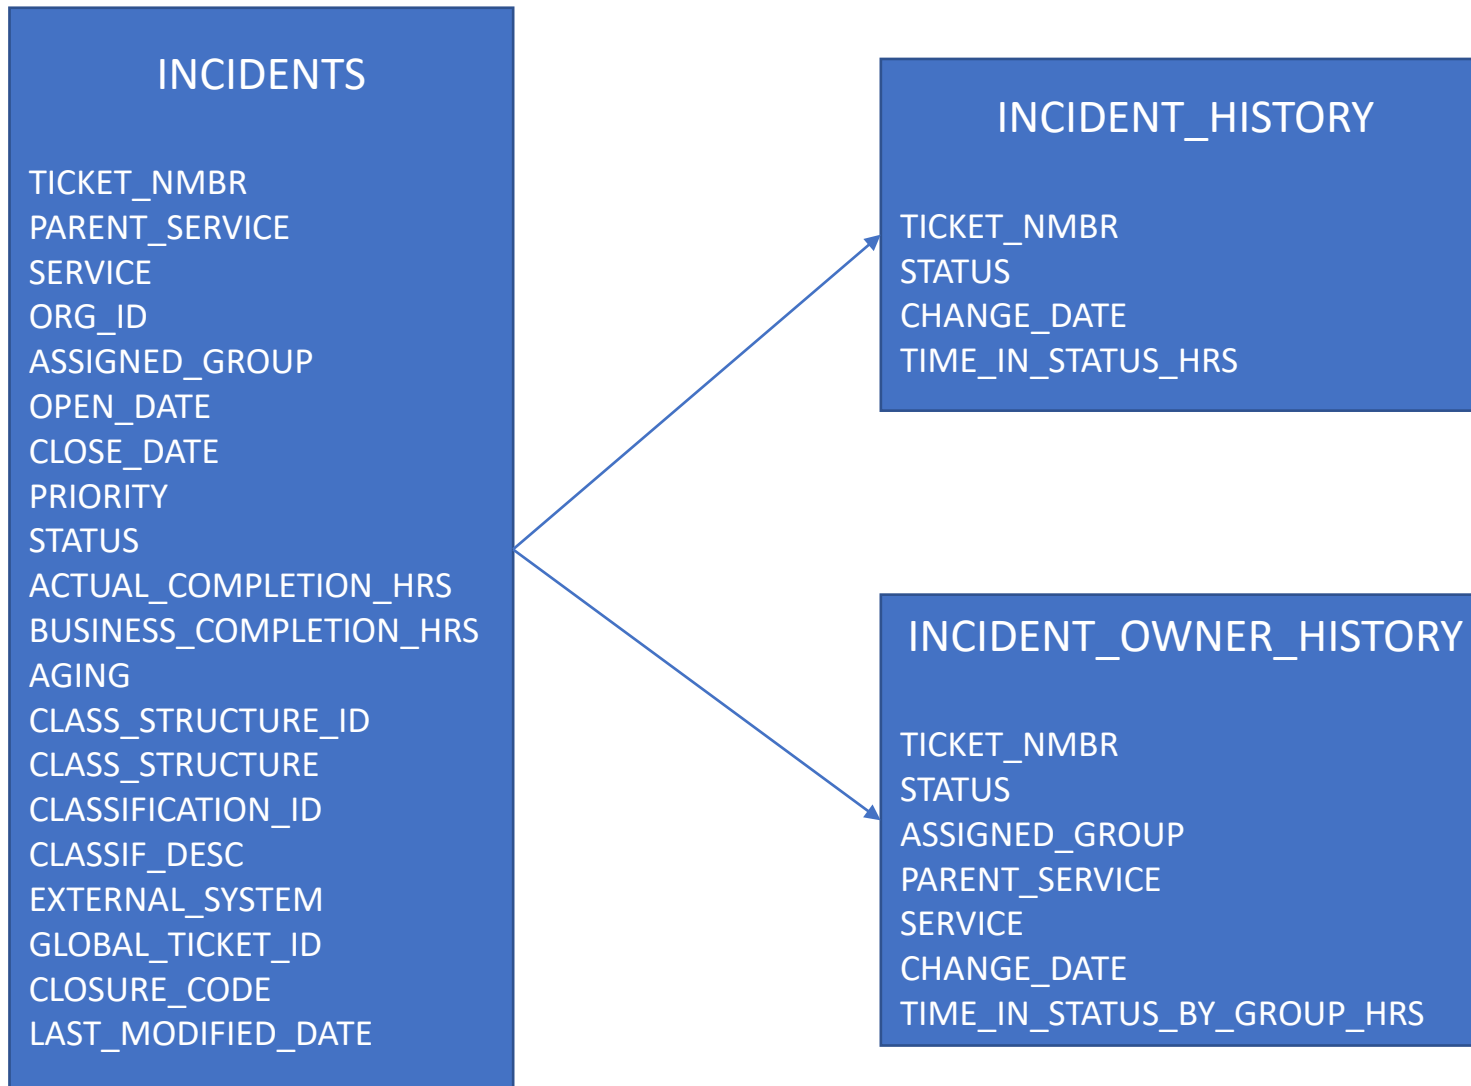 INCIDENTS
TICKET_NMBR
PARENT_SERVICE
SERVICE
ORG_ID
ASSIGNED_GROUP
OPEN_DATE
CLOSE_DATE
PRIORITY
STATUS
ACTUAL_COMPLETION_HRS
BUSINESS_COMPLETION_HRS
AGING
CLASS_STRUCTURE_ID
CLASS_STRUCTURE
CLASSIFICATION_ID
CLASSIF_DESC
EXTERNAL_SYSTEM
GLOBAL_TICKET_ID
CLOSURE_CODE
LAST_MODIFIED_DATE
INCIDENT_HISTORY
TICKET_NMBR
STATUS
CHANGE_DATE
TIME_IN_STATUS_HRS
INCIDENT_OWNER_HISTORY
TICKET_NMBR
STATUS
ASSIGNED_GROUP
PARENT_SERVICE
SERVICE
CHANGE_DATE
TIME_IN_STATUS_BY_GROUP_HRS